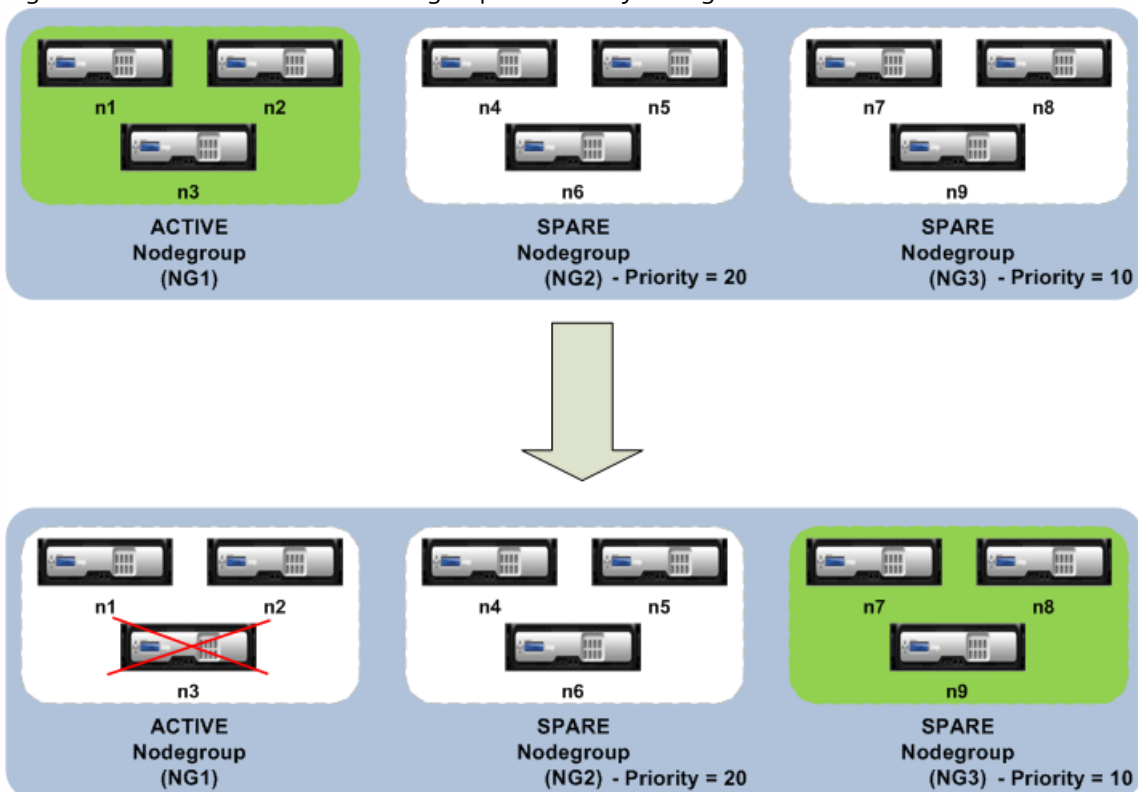 n1 n2 n4 n5 n7 n8
n3 n6 n9
ACTIVE SPARE SPARE
Nodegroup Nodegroup Nodegroup
(NG1) (NG2) - Priority = 20 (NG3) - Priority = 10
n1 n2 n4 n5 n7 n8
n3 n6 n9
ACTIVE SPARE SPARE
Nodegroup Nodegroup Nodegroup
(NG1) (NG2) - Priority = 20 (NG3) - Priority = 10